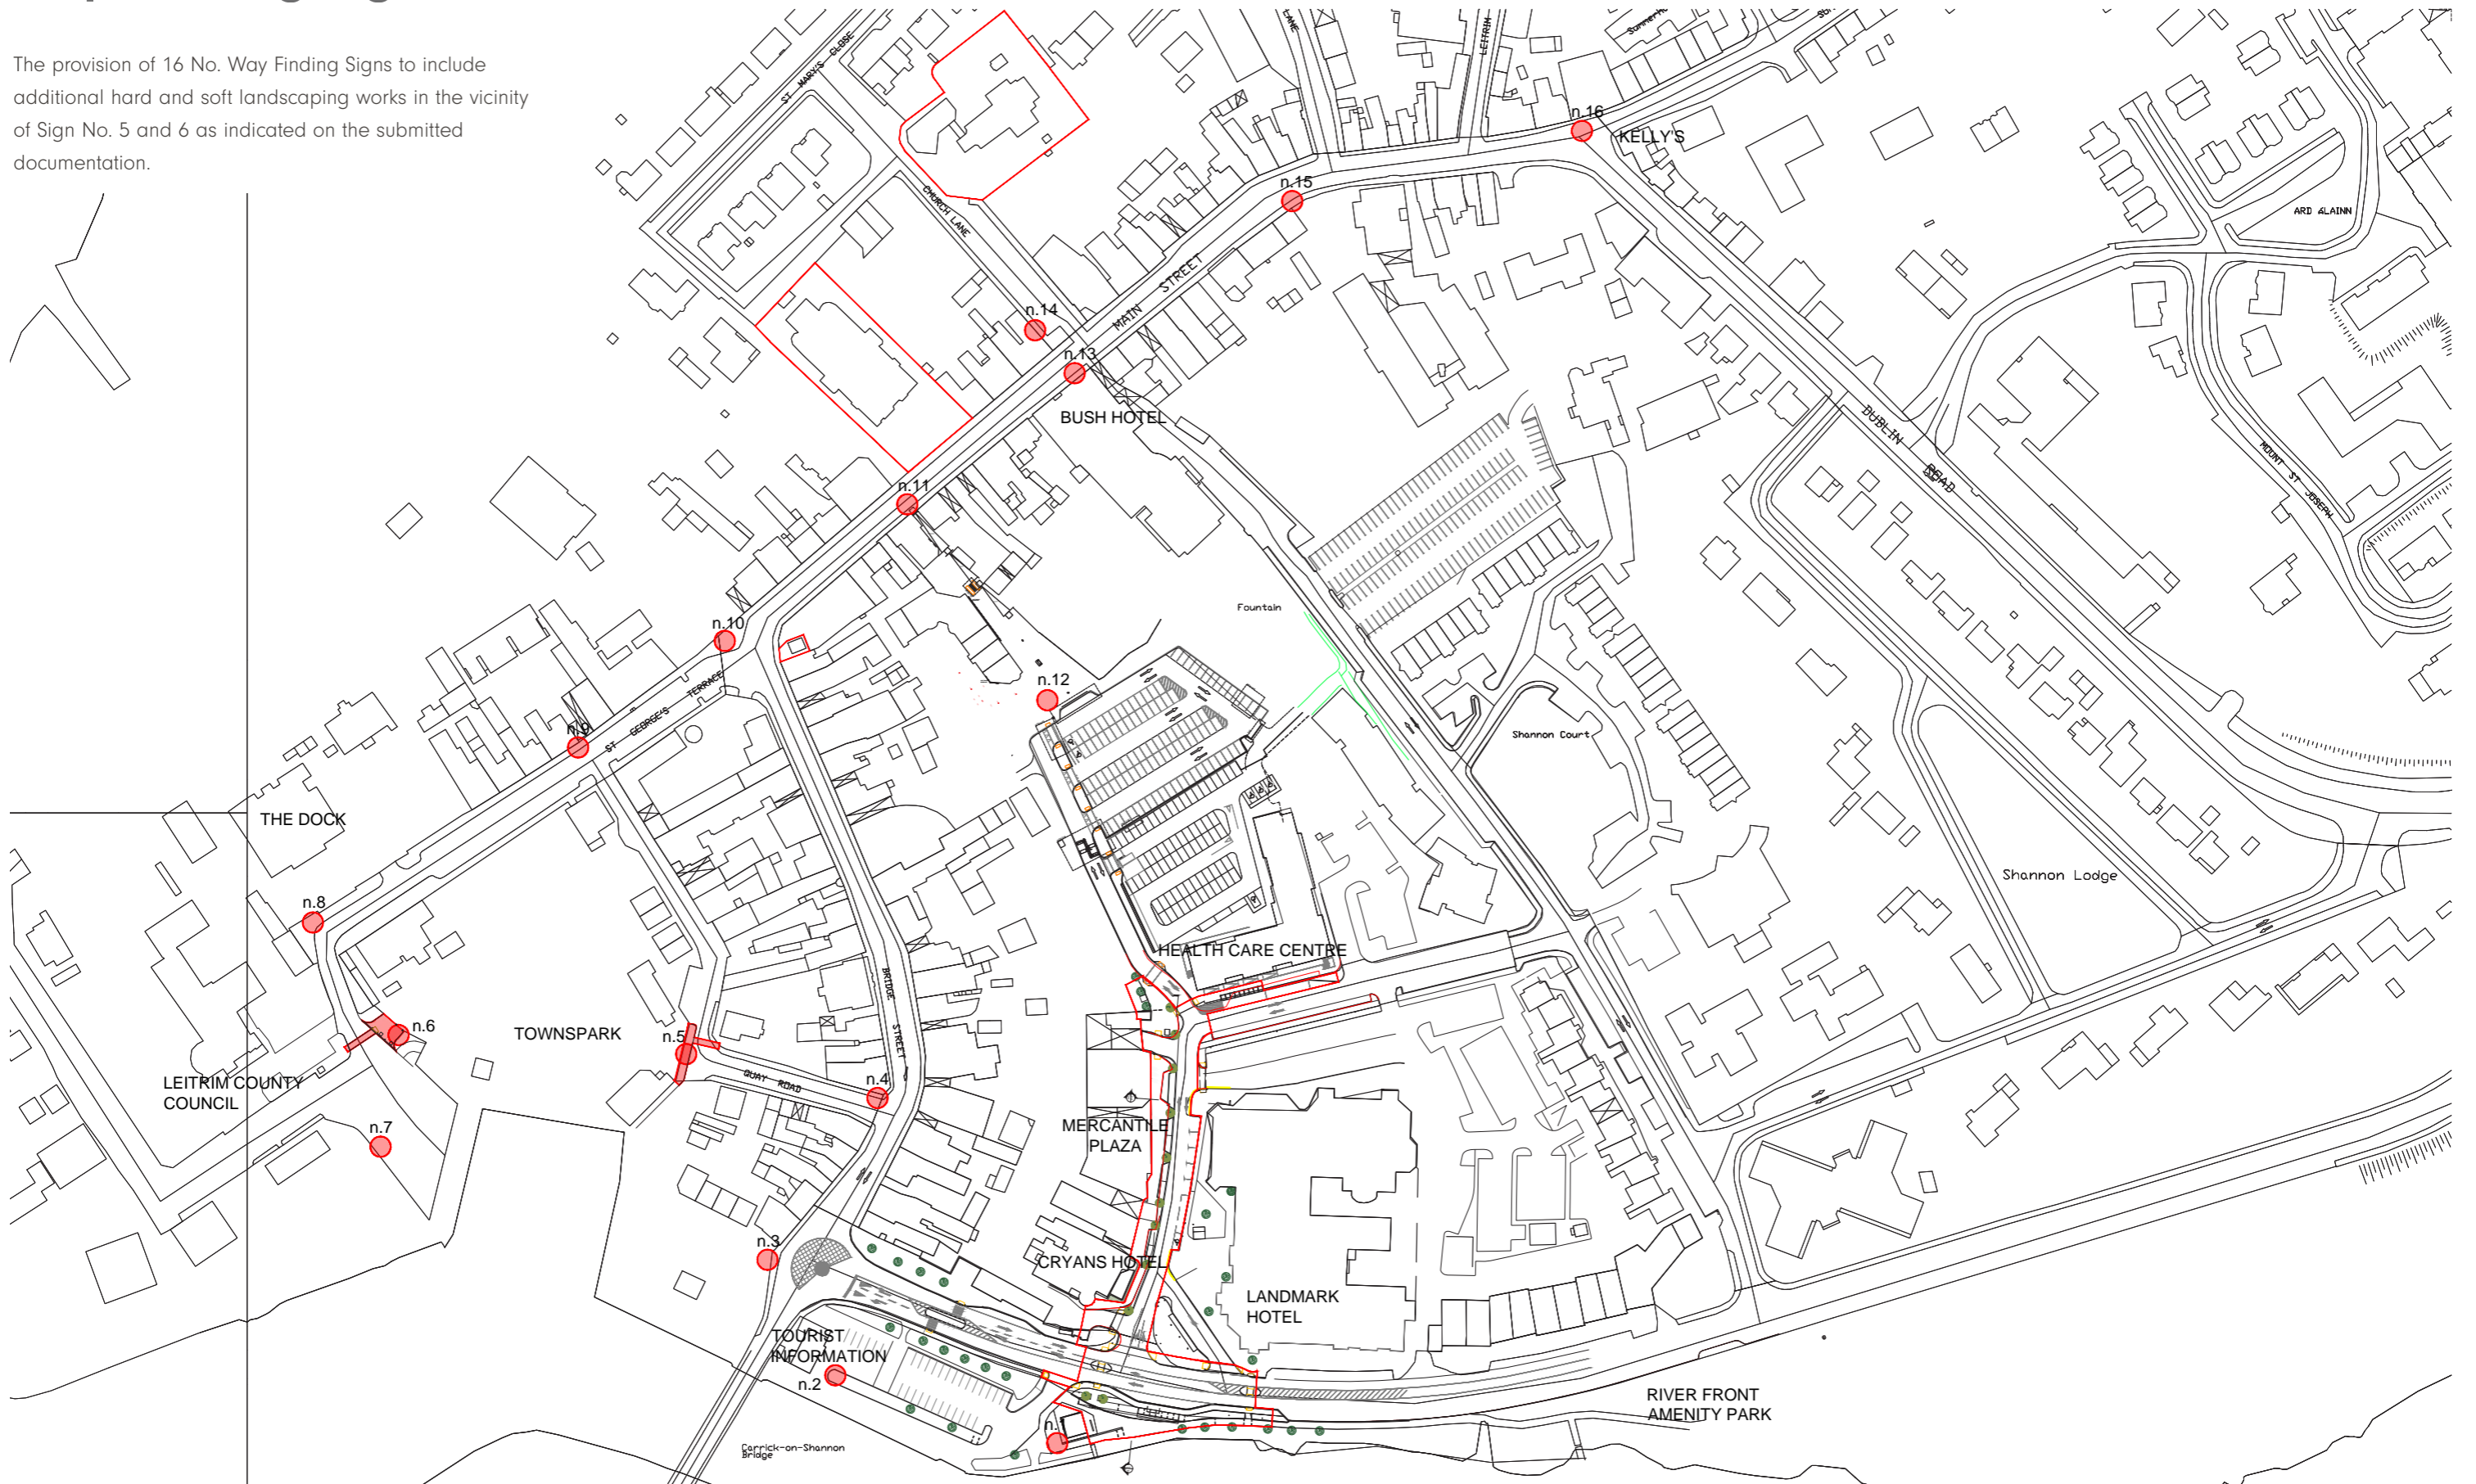 The provision of 16 No. Way Finding Signs to include
additional hard and soft landscaping works in the vicinity
of Sign No. 5 and 6 as indicated on the submitted
documentation.
ST MARY'S CLOSE
LANE
LEITRIM
n.16
KELLY'S
n.15
CHURCH LANE
ARD ALAINN
MAIN STREET
n.14
n.13
BUSH HOTEL
DUBLIN
ROAD
MOUNT ST JOSEPH
n.11
Fountain
n.10
ST GEORGE'S TERRACE
n.12
n.9
Shannon Court
THE DOCK
Shannon Lodge
n.8
HEALTH CARE CENTRE
BRIDGE STREET
n.6
TOWNSPARK
n.5
LEITRIM COUNTY
COUNCIL
QUAY ROAD
n.4
MERCANTILE
PLAZA
n.7
n.3
CRYANS HOTEL
LANDMARK
HOTEL
TOURIST
INFORMATION
n.2
RIVER FRONT
AMENITY PARK
n.1
Carrick-on-Shannon
Bridge